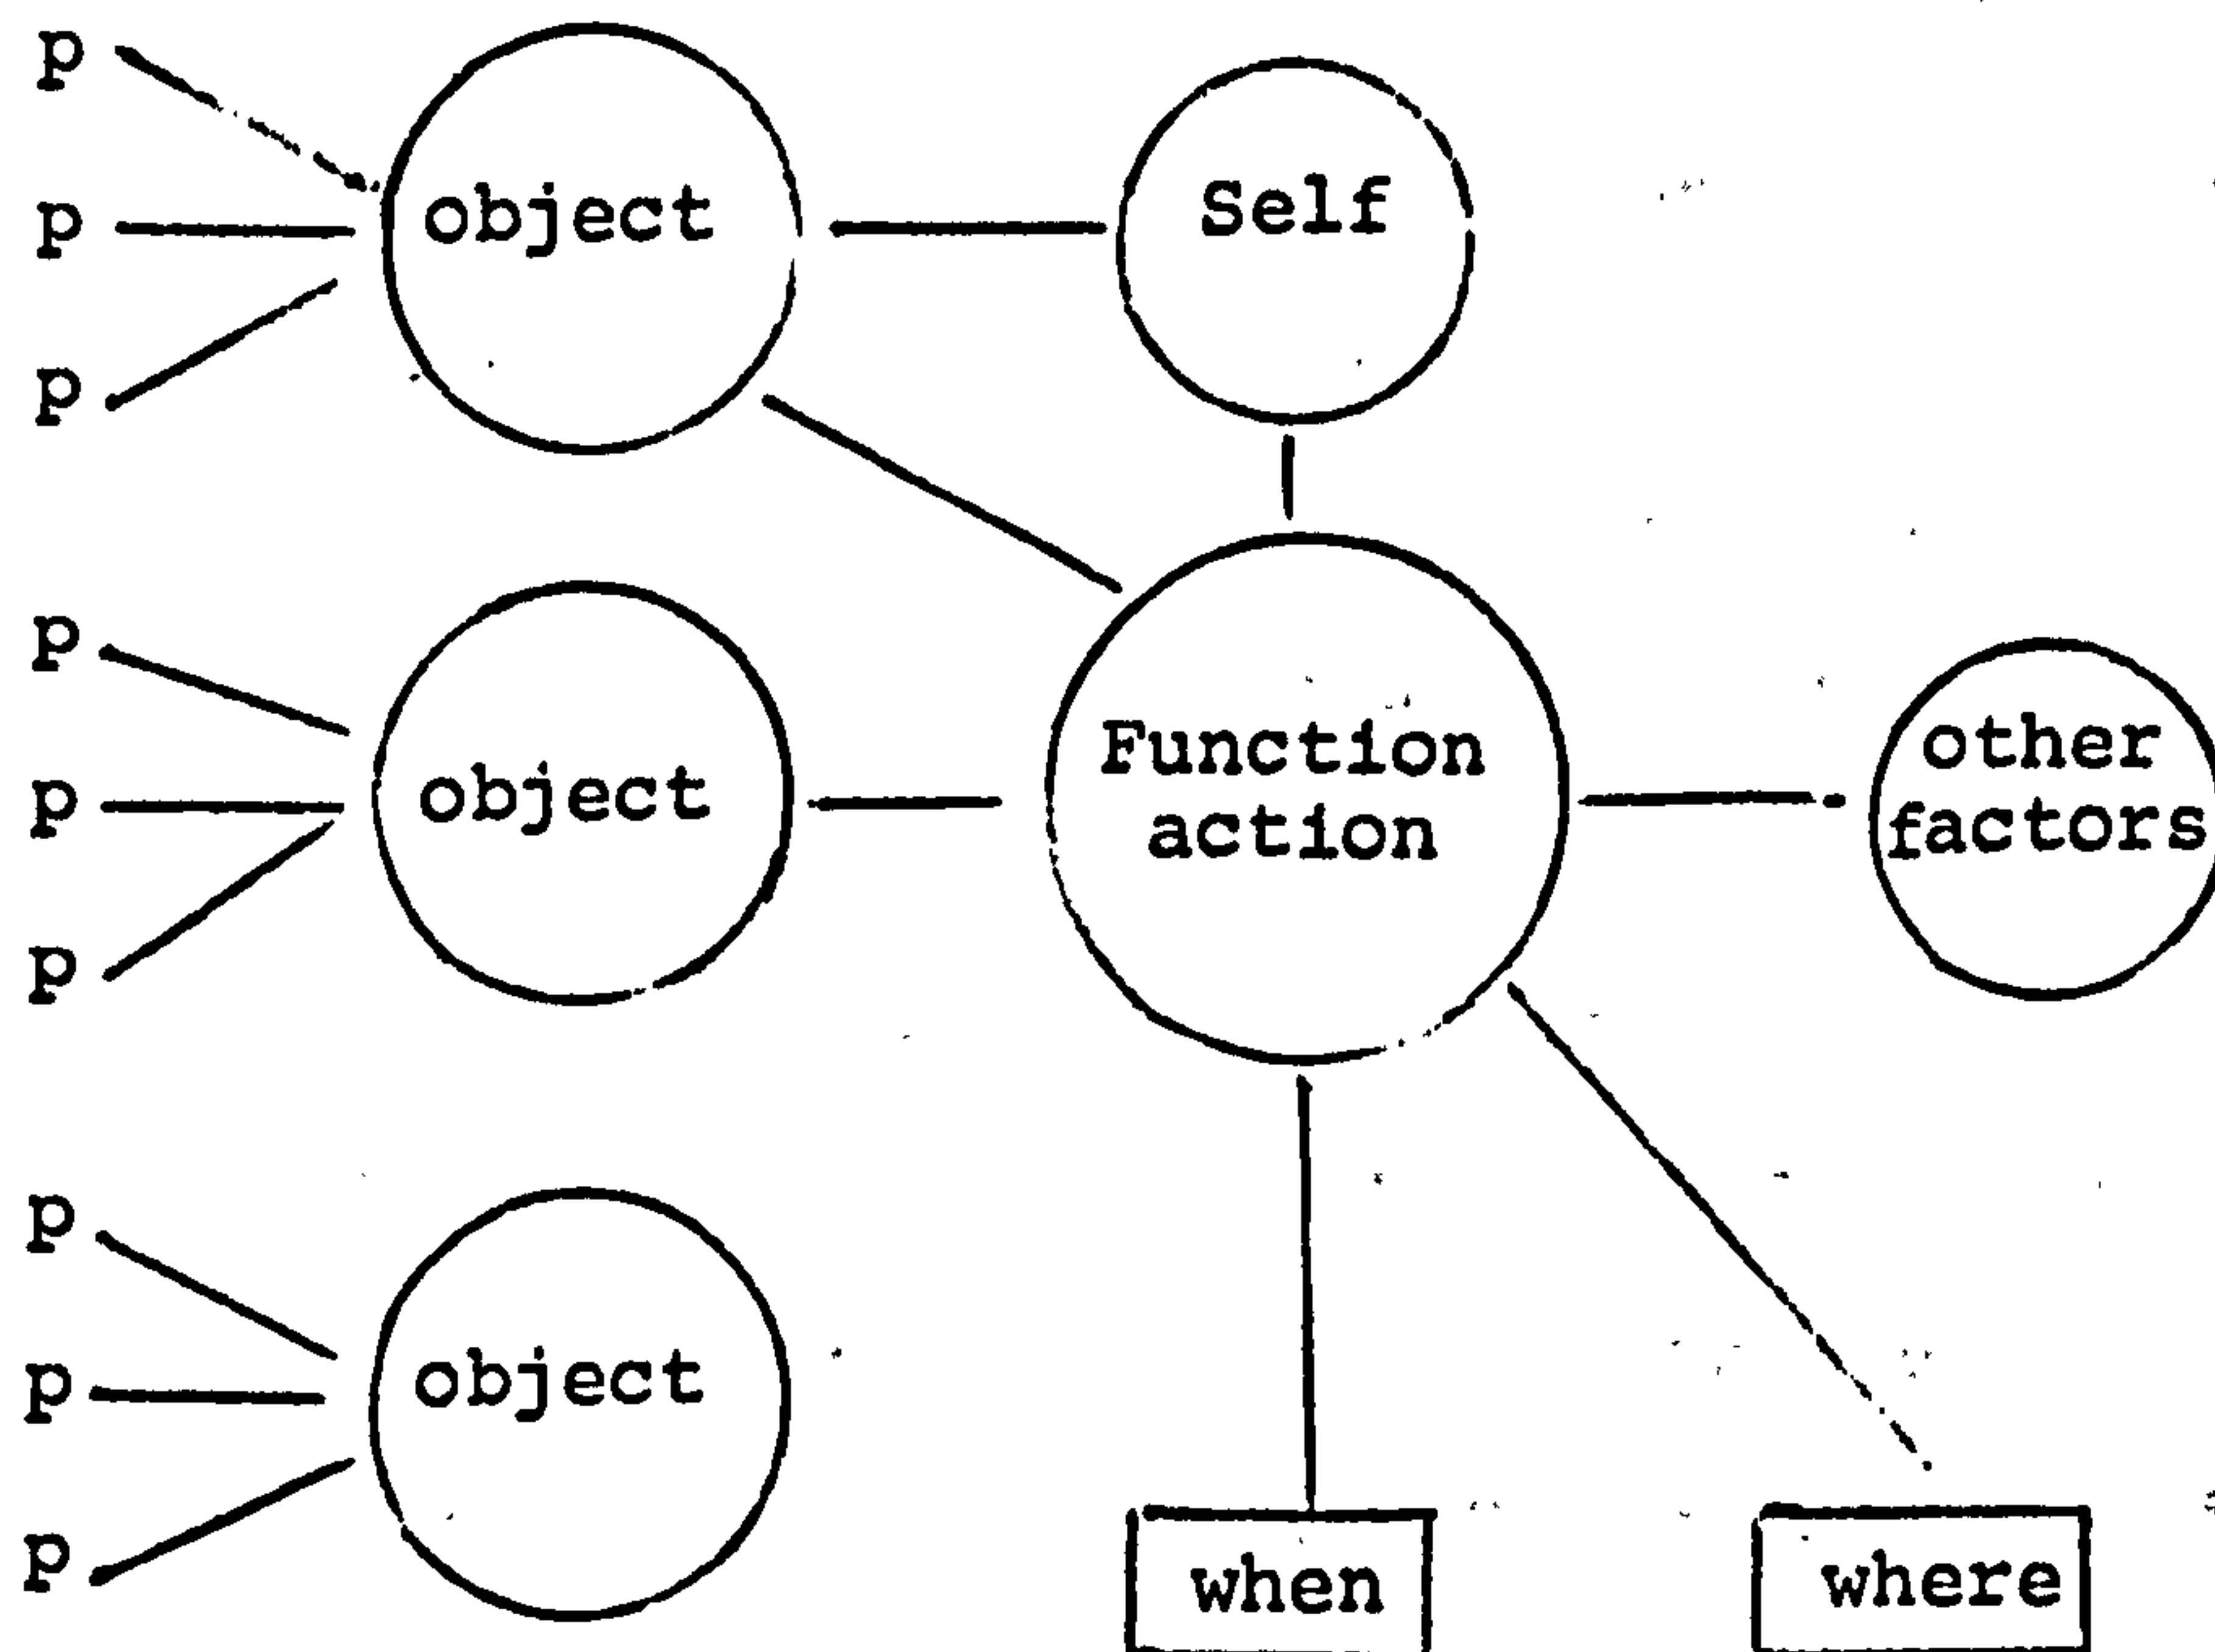 p
p
p
object
Self
p
p
p
object
Function
action
other
factors
p
p
p
object
when
where